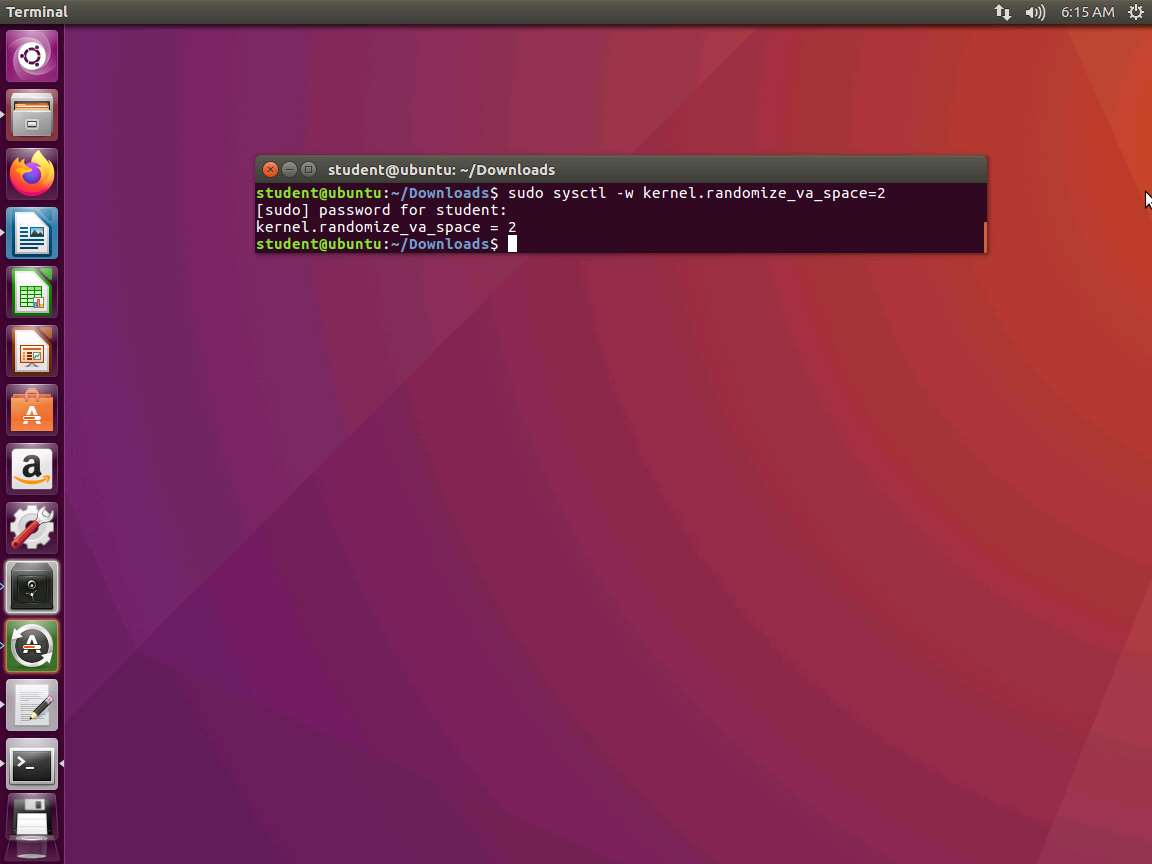 Terminal
6:15 AM
student@ubuntu: ~/Downloads
student@ubuntu:~/Downloads$ sudo sysctl -w kernel.randomize_va_space=2
[sudo] password for student:
kernel.randomize_va_space = 2
student@ubuntu:~/Downloads$